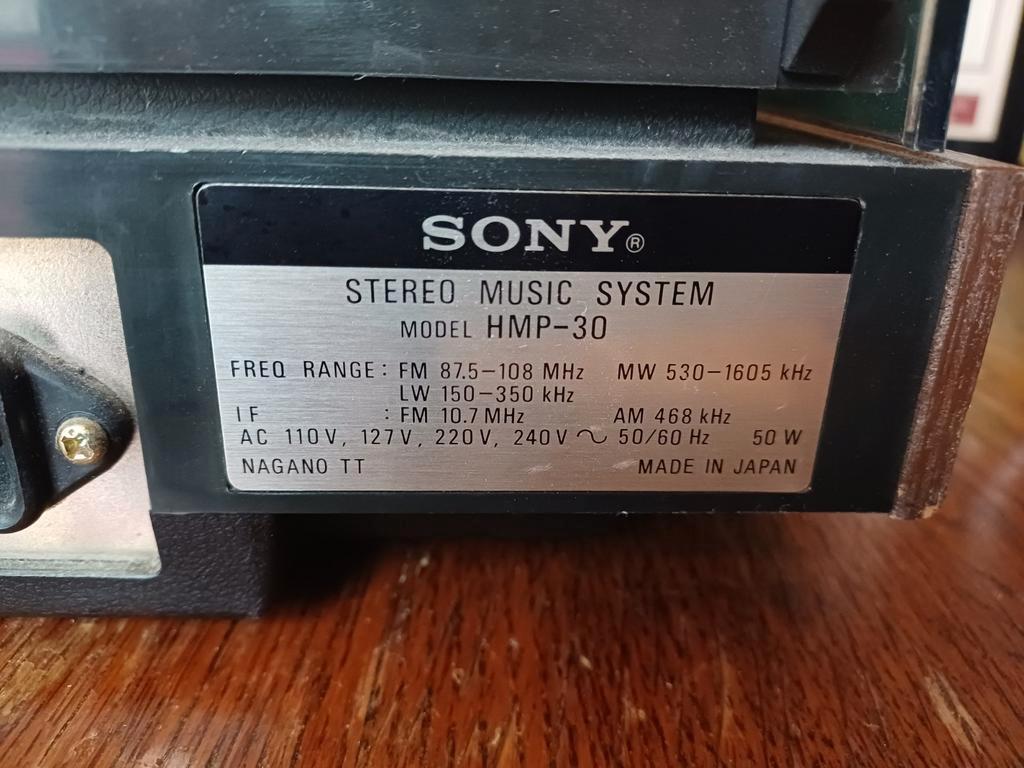 SONY®
STEREO MUSIC SYSTEM
MODEL HMP-30
FREQ RANGE: FM 87.5-108 MHz MW 530-1605 kHz
LW 150-350 kHz
IF : FM 10.7 MHz AM 468 kHz
AC 110V, 127V, 220V, 240V ~ 50/60 Hz 50 W
NAGANO TT MADE IN JAPAN